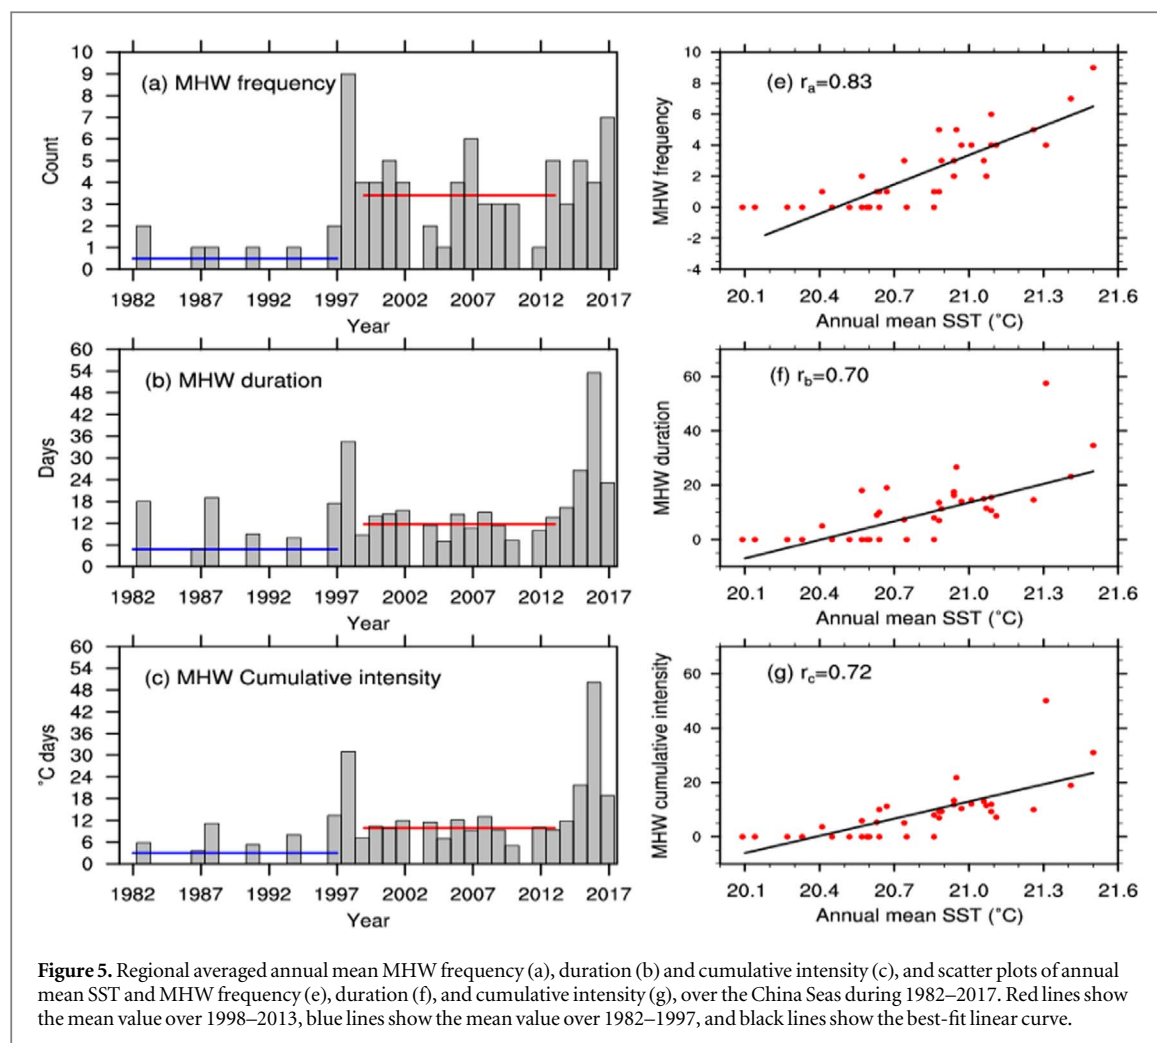 (a) MHW frequency
Count
10
9
8
7
6
5
4
3
2
1
0
1982 1987 1992 1997 2002 2007 2012 2017
Year
(e) ra=0.83
MHW frequency
10
8
6
4
2
0
-2
-4
20.1 20.4 20.7 21.0 21.3 21.6
Annual mean SST (°C)
(b) MHW duration
Days
60
54
48
42
36
30
24
18
12
6
0
1982 1987 1992 1997 2002 2007 2012 2017
Year
(f) rb=0.70
MHW duration
60
40
20
0
20.1 20.4 20.7 21.0 21.3 21.6
Annual mean SST (°C)
(c) MHW Cumulative intensity
°C days
60
54
48
42
36
30
24
18
12
6
0
1982 1987 1992 1997 2002 2007 2012 2017
Year
(g) rc=0.72
MHW cumulative intensity
60
40
20
0
20.1 20.4 20.7 21.0 21.3 21.6
Annual mean SST (°C)
Figure 5. Regional averaged annual mean MHW frequency (a), duration (b) and cumulative intensity (c), and scatter plots of annual
mean SST and MHW frequency (e), duration (f), and cumulative intensity (g), over the China Seas during 1982–2017. Red lines show
the mean value over 1998–2013, blue lines show the mean value over 1982–1997, and black lines show the best-fit linear curve.